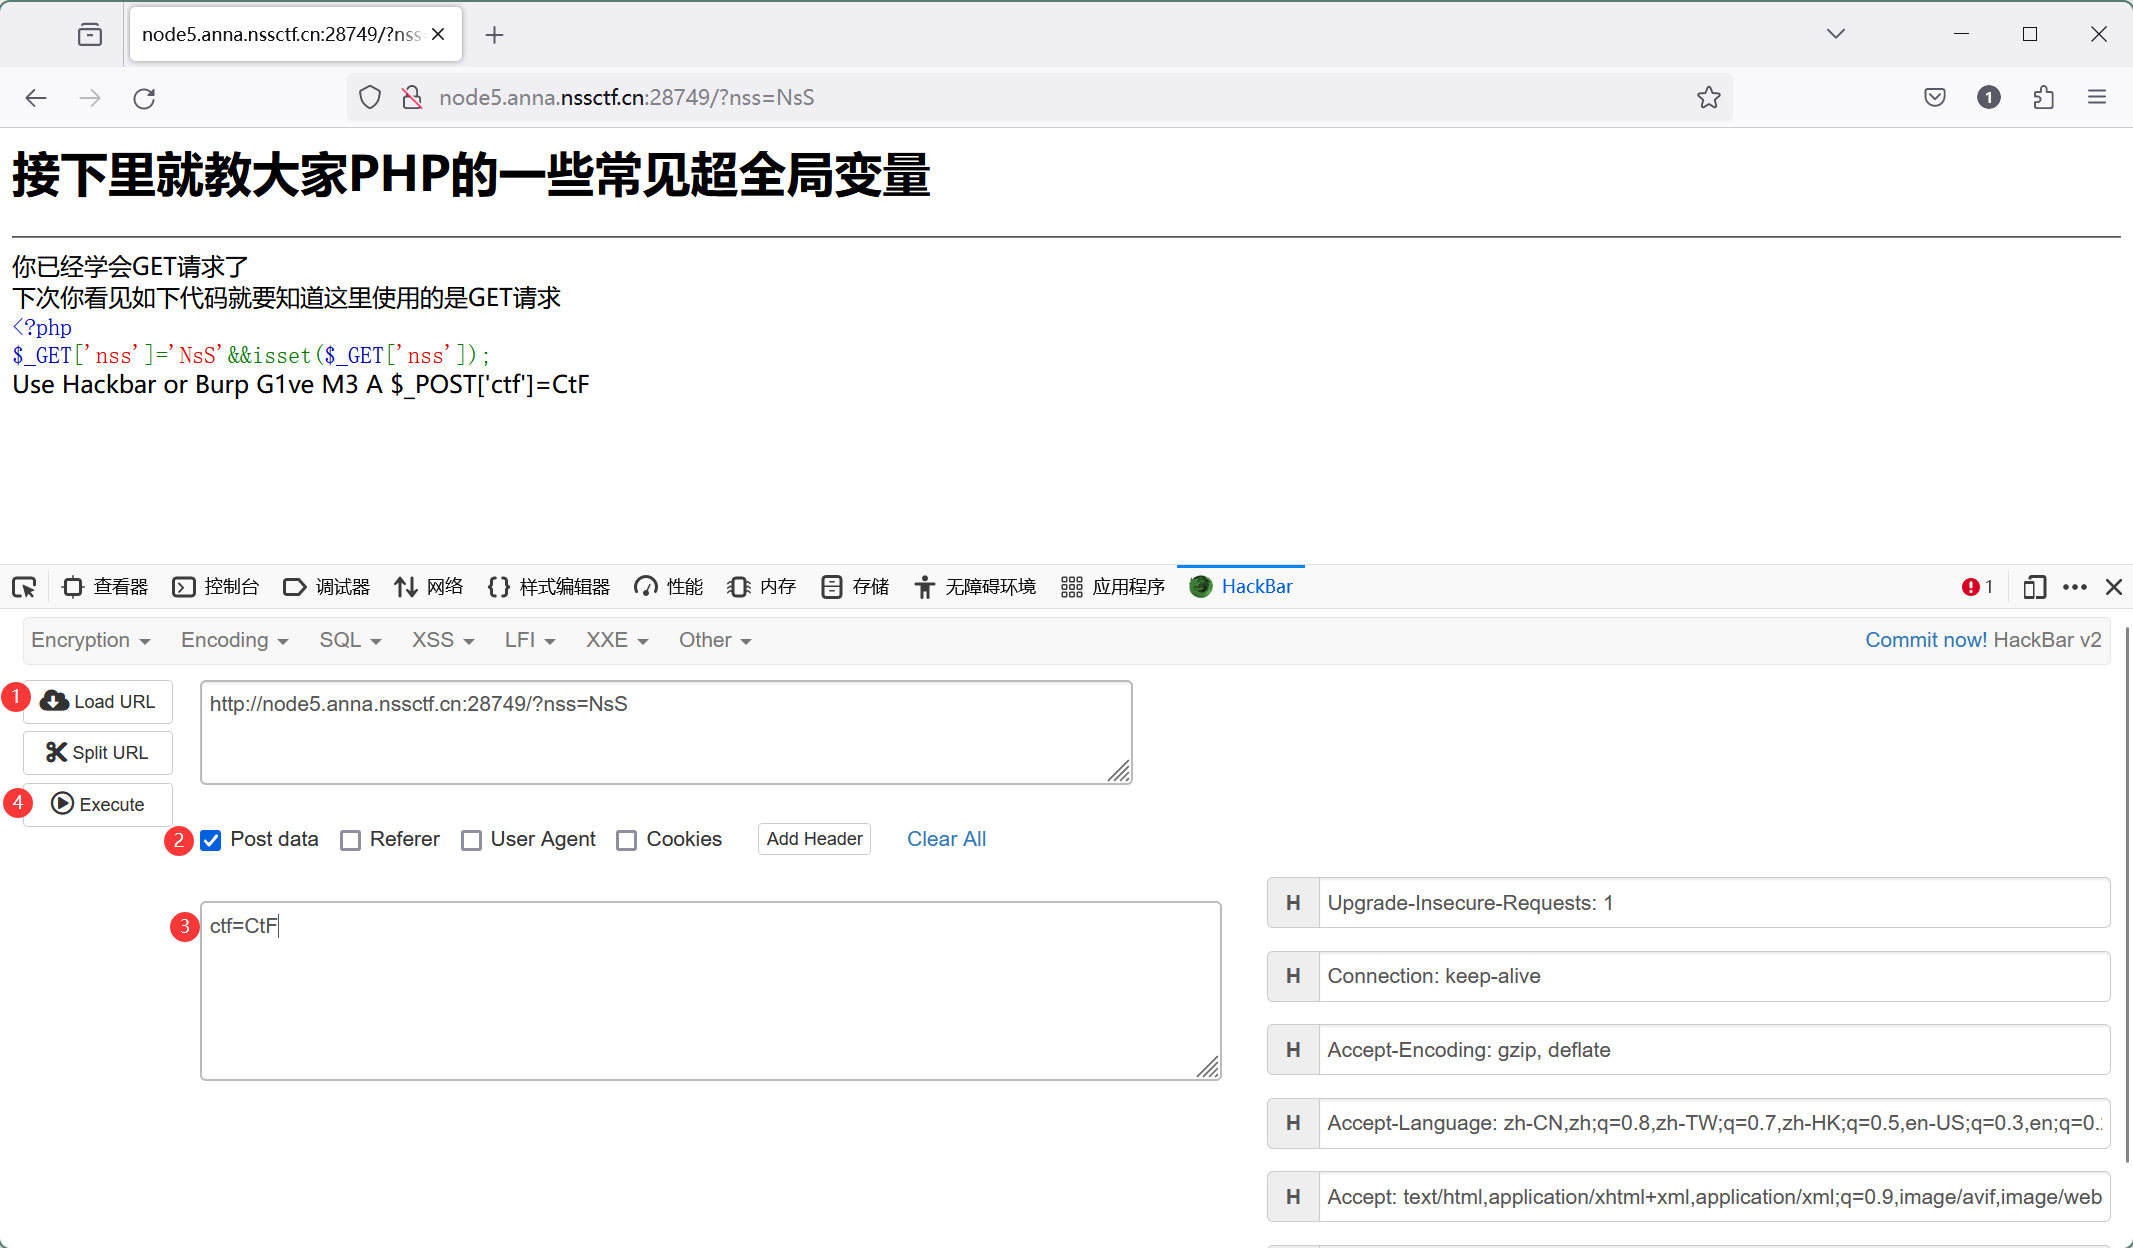 node5.anna.nssctf.cn:28749/?nss
node5.anna.nssctf.cn:28749/?nss=NsS
1
接下里就教大家PHP的一些常见超全局变量
你已经学会GET请求了
下次你看见如下代码就要知道这里使用的是GET请求
<?php
$_GET['nss']='NsS'&&isset($_GET['nss']);
Use Hackbar or Burp G1ve M3 A $_POST['ctf']=CtF
查看器 控制台 调试器 网络 样式编辑器 性能 内存 存储 无障碍环境 应用程序 HackBar 1
Encryption Encoding SQL XSS LFI XXE Other Commit now! HackBar v2
1 Load URL http://node5.anna.nssctf.cn:28749/?nss=NsS
Split URL
4 Execute
2 Post data Referer User Agent Cookies Add Header Clear All
3 ctf=CtF
H Upgrade-Insecure-Requests: 1
H Connection: keep-alive
H Accept-Encoding: gzip, deflate
H Accept-Language: zh-CN,zh;q=0.8,zh-TW;q=0.7,zh-HK;q=0.5,en-US;q=0.3,en;q=0.
H Accept: text/html,application/xhtml+xml,application/xml;q=0.9,image/avif,image/web